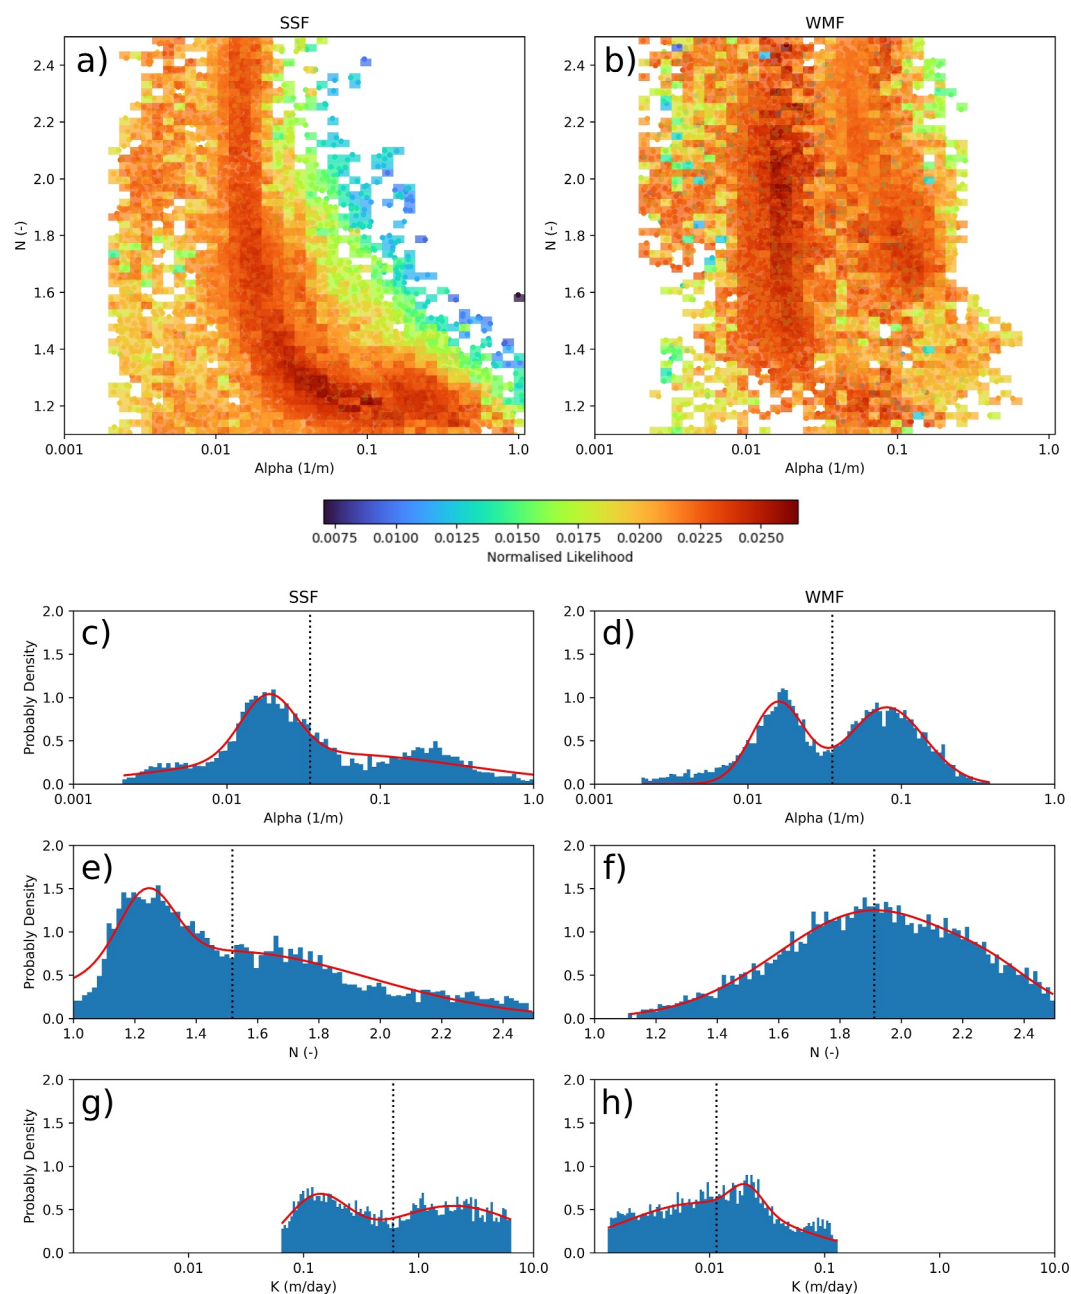 SSF
WMF
a)
b)
2.4
2.2
2.0
1.8
1.6
1.4
1.2
N (-)
0.001
0.01
0.1
1.0
Alpha (1/m)
2.4
2.2
2.0
1.8
1.6
1.4
1.2
N (-)
0.001
0.01
0.1
1.0
Alpha (1/m)
0.0075 0.0100 0.0125 0.0150 0.0175 0.0200 0.0225 0.0250
Normalised Likelihood
SSF
WMF
c)
2.0
1.5
1.0
0.5
0.0
Probably Density
0.001 0.01 0.1 1.0
Alpha (1/m)
d)
2.0
1.5
1.0
0.5
0.0
0.001 0.01 0.1 1.0
Alpha (1/m)
e)
2.0
1.5
1.0
0.5
0.0
Probably Density
1.0 1.2 1.4 1.6 1.8 2.0 2.2 2.4
N (-)
f)
2.0
1.5
1.0
0.5
0.0
1.0 1.2 1.4 1.6 1.8 2.0 2.2 2.4
N (-)
g)
2.0
1.5
1.0
0.5
0.0
Probably Density
0.01 0.1 1.0 10.0
K (m/day)
h)
2.0
1.5
1.0
0.5
0.0
0.01 0.1 1.0 10.0
K (m/day)